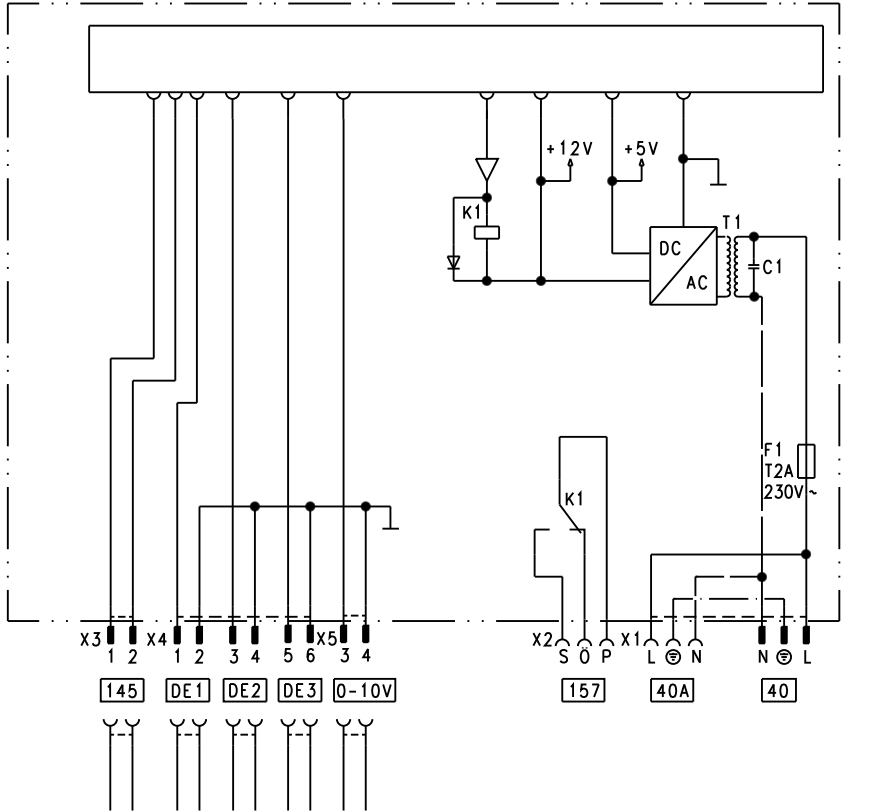 +12V +5V
K1
T1
DC
AC
C1
F1
T2A
230V ~
K1
X3 X4 X5 X2 X1
1 2 1 2 3 4 5 6 3 4 S Ö P L N N L
145 DE1 DE2 DE3 0-10V 157 40A 40